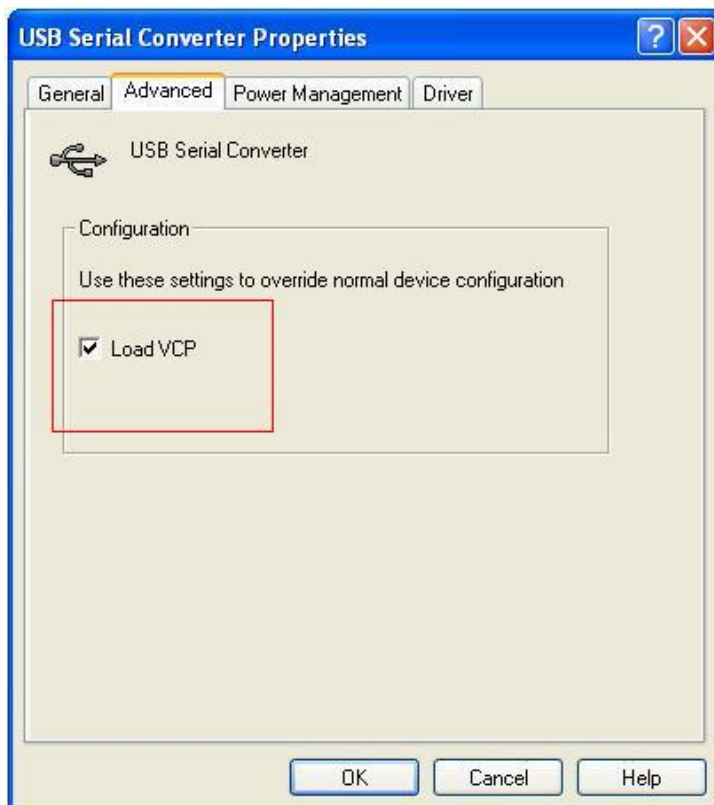 USB Serial Converter Properties
General Advanced Power Management Driver
USB Serial Converter
Configuration
Use these settings to override normal device configuration
Load VCP
OK Cancel Help